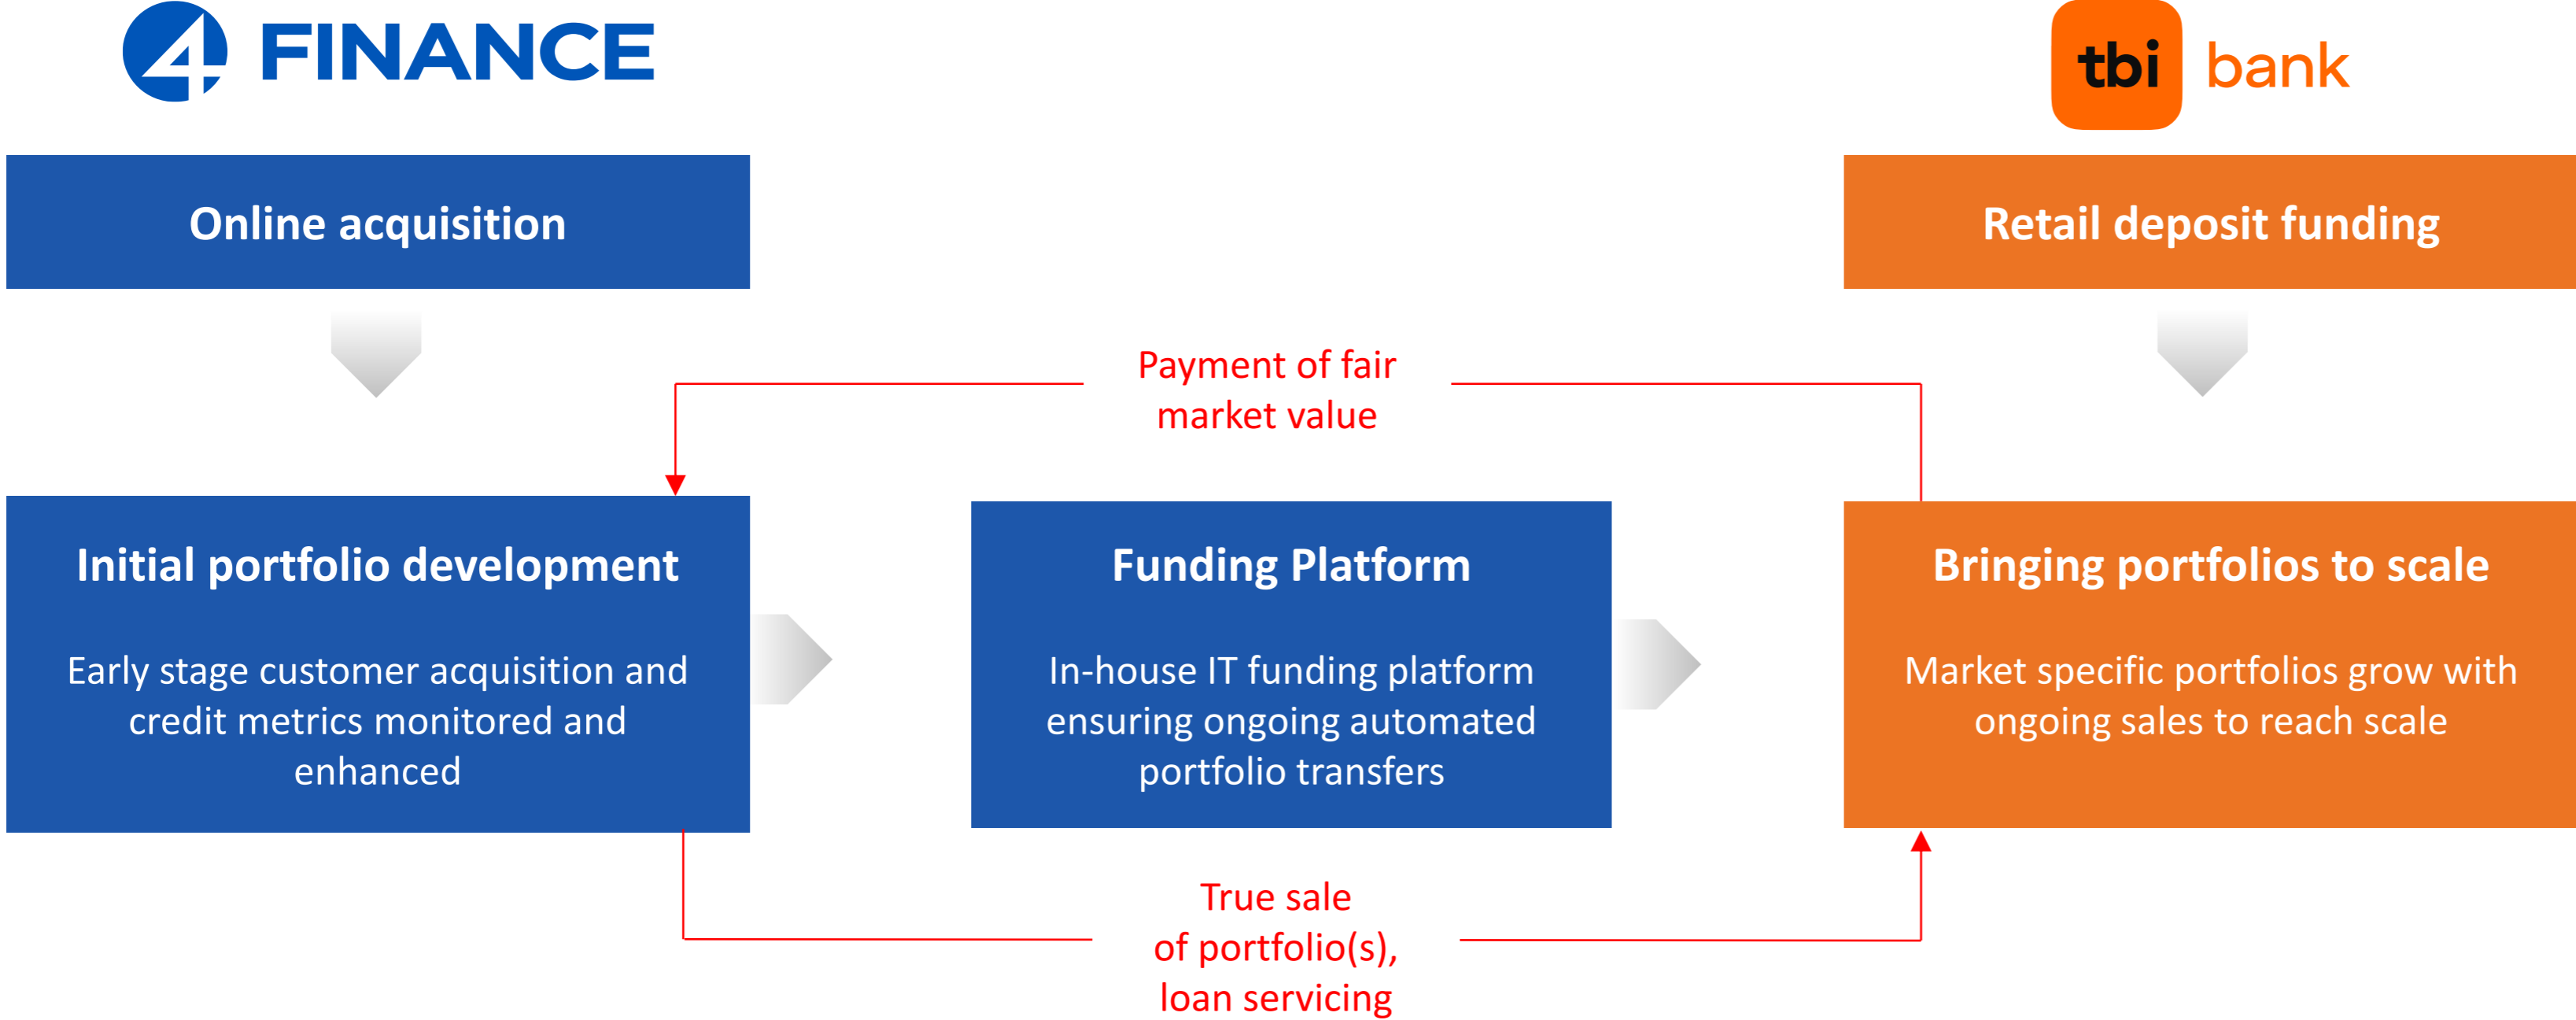 4 FINANCE
tbi bank
Online acquisition
Retail deposit funding
Payment of fair
market value
Initial portfolio development
Early stage customer acquisition and
credit metrics monitored and
enhanced
Funding Platform
In-house IT funding platform
ensuring ongoing automated
portfolio transfers
Bringing portfolios to scale
Market specific portfolios grow with
ongoing sales to reach scale
True sale
of portfolio(s),
loan servicing